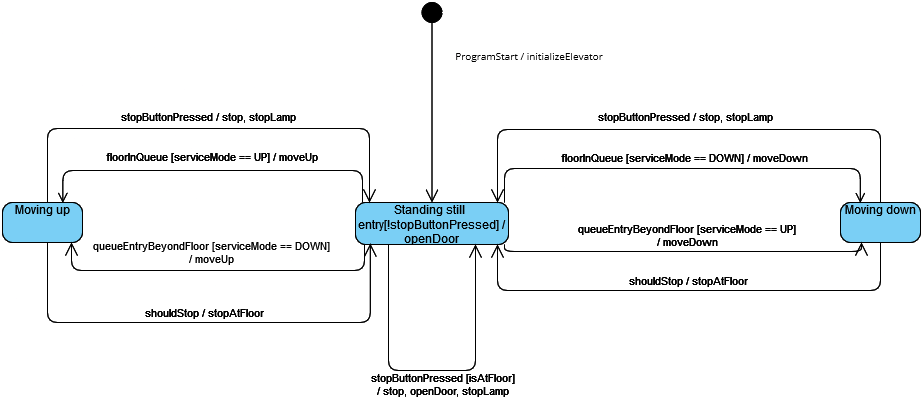 ProgramStart / initializeElevator
stopButtonPressed / stop, stopLamp
stopButtonPressed / stop, stopLamp
floorInQueue [serviceMode == UP] / moveUp
floorInQueue [serviceMode == DOWN] / moveDown
Moving up
Standing still
entry[!stopButtonPressed] /
openDoor
Moving down
queueEntryBeyondFloor [serviceMode == DOWN]
/ moveUp
queueEntryBeyondFloor [serviceMode == UP]
/ moveDown
shouldStop / stopAtFloor
shouldStop / stopAtFloor
stopButtonPressed [isAtFloor]
/ stop, openDoor, stopLamp